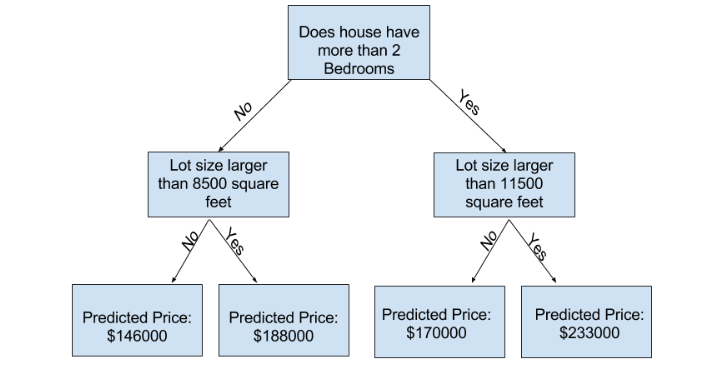 Does house have
more than 2
Bedrooms
No
Yes
Lot size larger
than 8500 square
feet
Lot size larger
than 11500
square feet
No
Yes
No
Yes
Predicted Price:
$146000
Predicted Price:
$188000
Predicted Price:
$170000
Predicted Price:
$233000